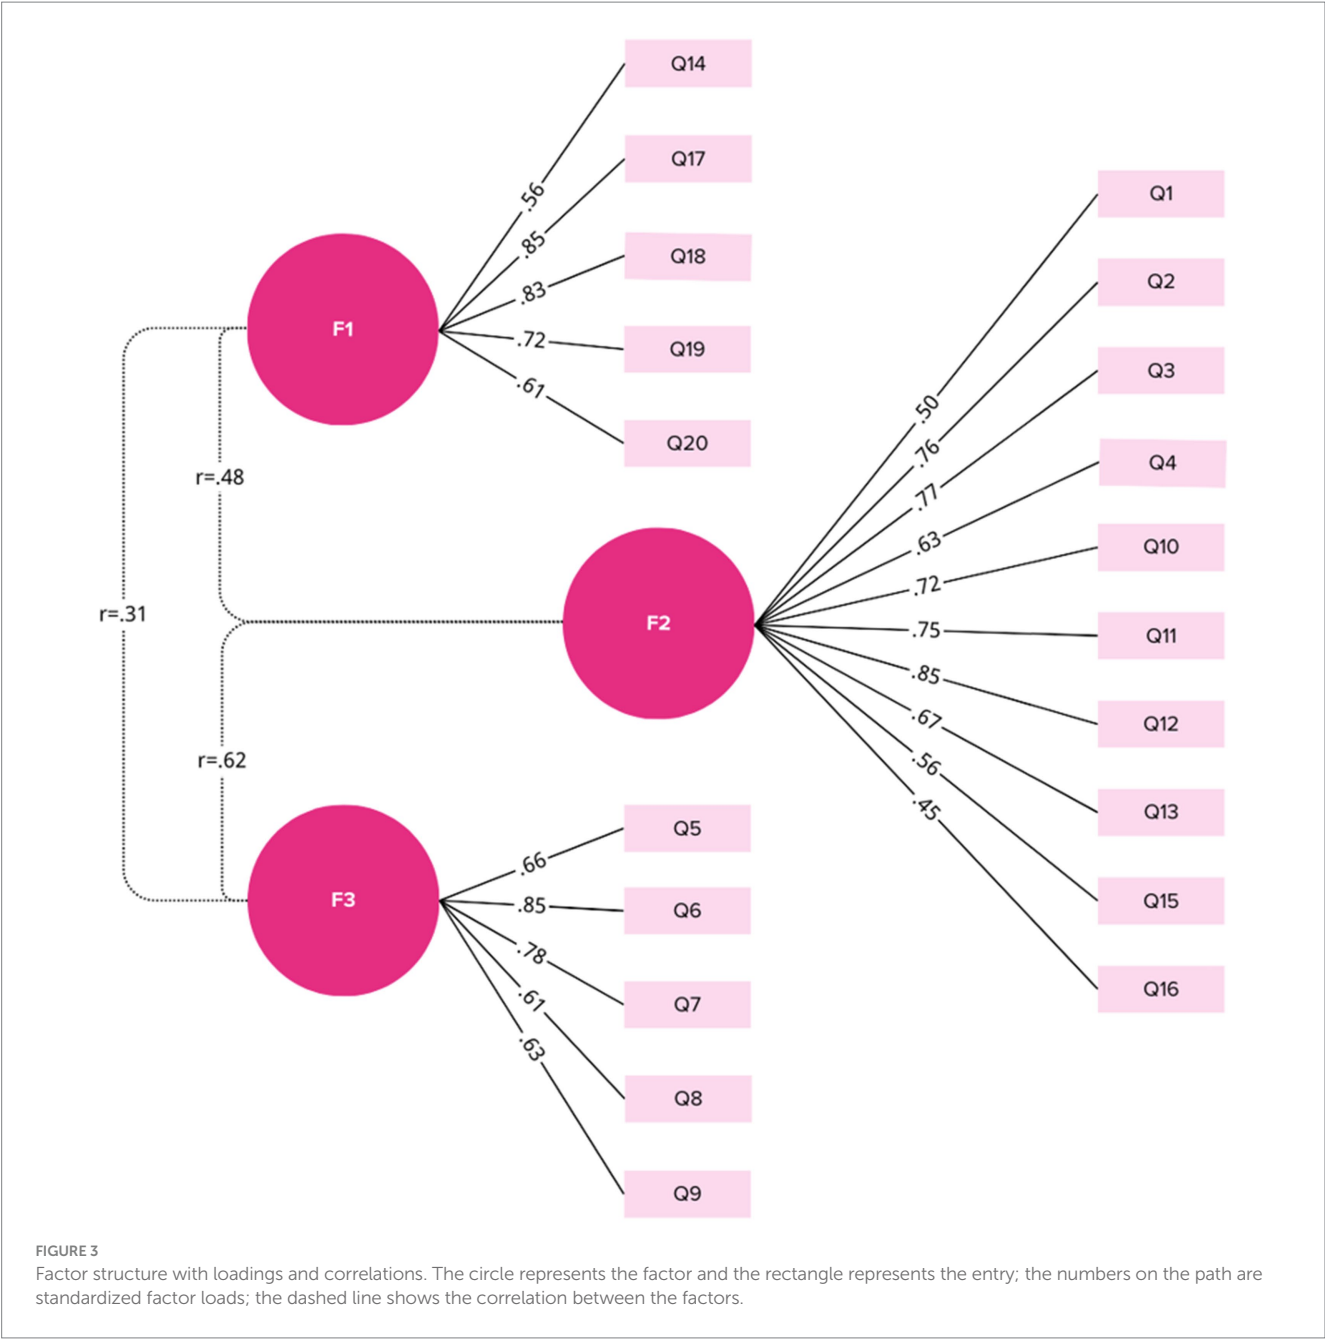 Q14
.56
Q17
.85
Q18
.83
Q19
.72
Q20
.61
F1
r=.48
r=.31
r=.62
F2
Q1
.50
Q2
.76
Q3
.77
Q4
.63
Q10
.72
Q11
.75
Q12
.85
Q13
.67
Q15
.56
Q16
.45
F3
Q5
.66
Q6
.85
Q7
.78
Q8
.61
Q9
.63
FIGURE 3
Factor structure with loadings and correlations. The circle represents the factor and the rectangle represents the entry; the numbers on the path are
standardized factor loads; the dashed line shows the correlation between the factors.